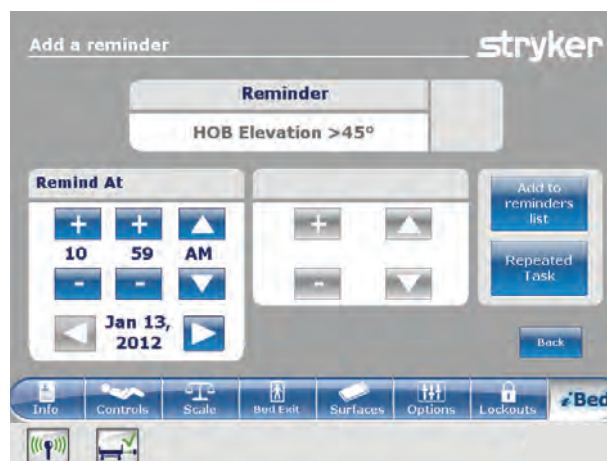 Add a reminder
stryker
Reminder
HOB Elevation >45°
Remind At
+ + + 
10 59 AM
- - -
Jan 13,
2012
Add to
reminders
list
Repeated
Task
Back
Info Controls Scale Bed Exit Surfaces Options Lockouts iBed